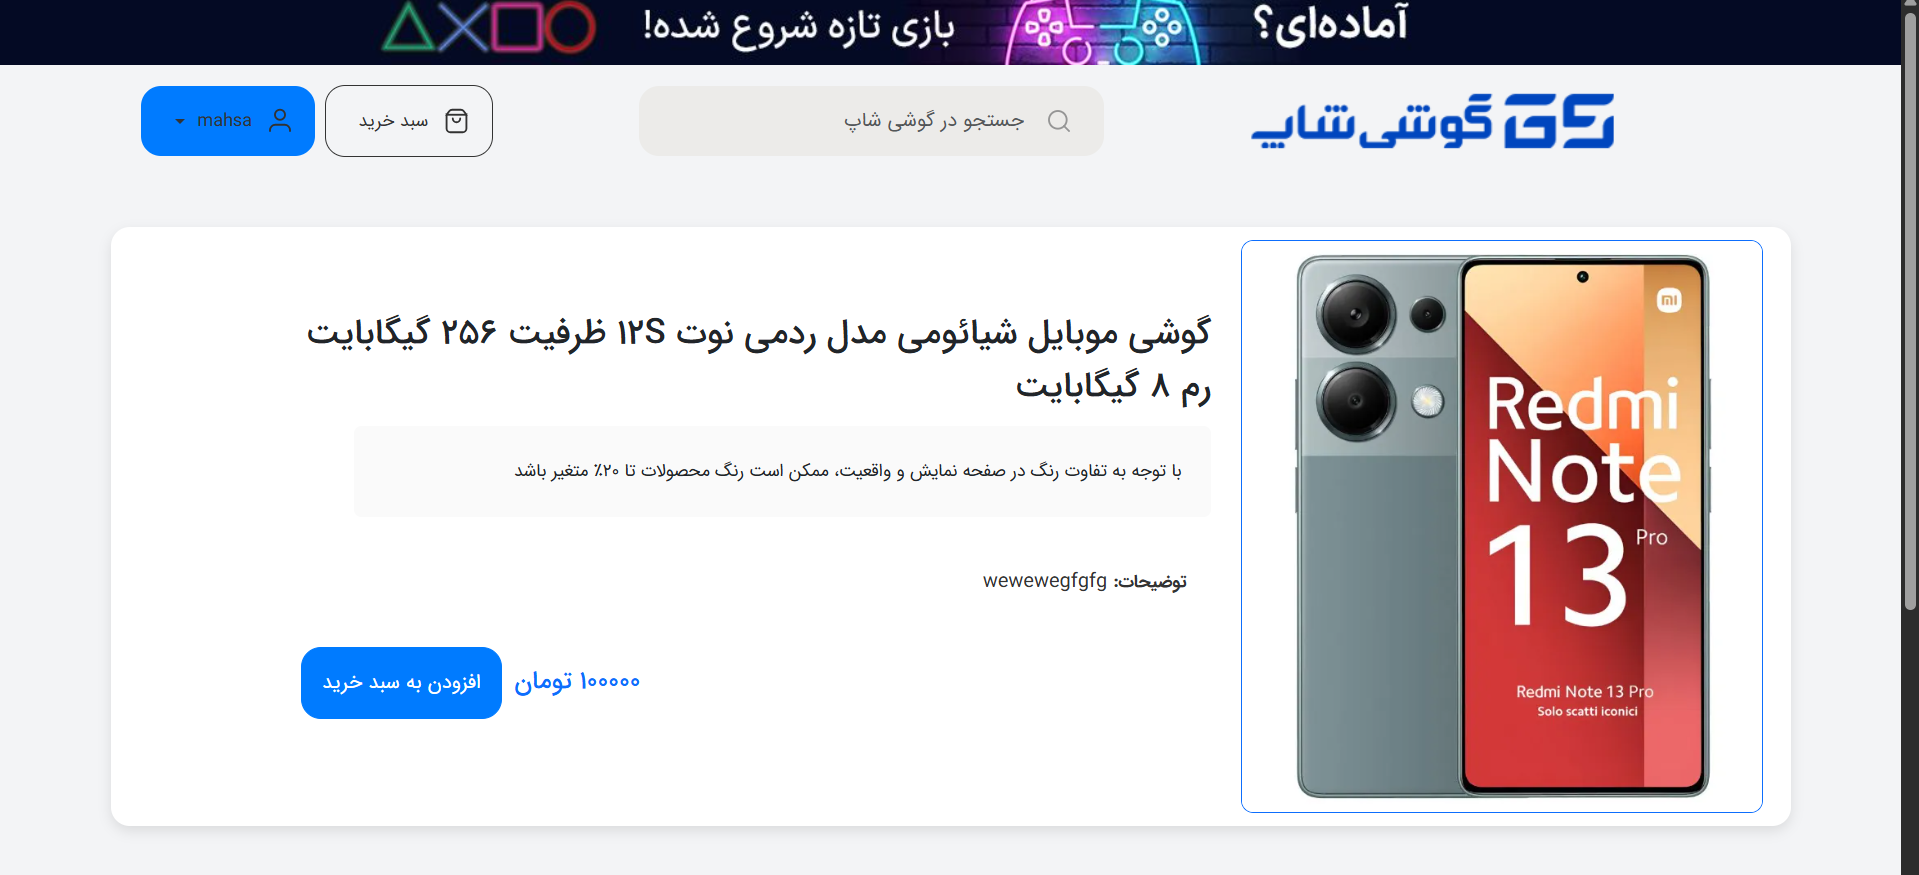 آماده‌ای؟ بازی تازه شروع شده!
گوشی شاپ
جستجو در گوشی شاپ
سبد خرید
mahsa
گوشی موبایل شیائومی مدل ردمی نوت ۱۲S ظرفیت ۲۵۶ گیگابایت
رم ۸ گیگابایت
با توجه به تفاوت رنگ در صفحه نمایش و واقعیت، ممکن است رنگ محصولات تا ۲۰٪ متغیر باشد
توضیحات: wewewegfgfg
۱۰۰۰۰۰ تومان
افزودن به سبد خرید
mi
Redmi
Note
13 Pro
Redmi Note 13 Pro
Solo scatti iconici